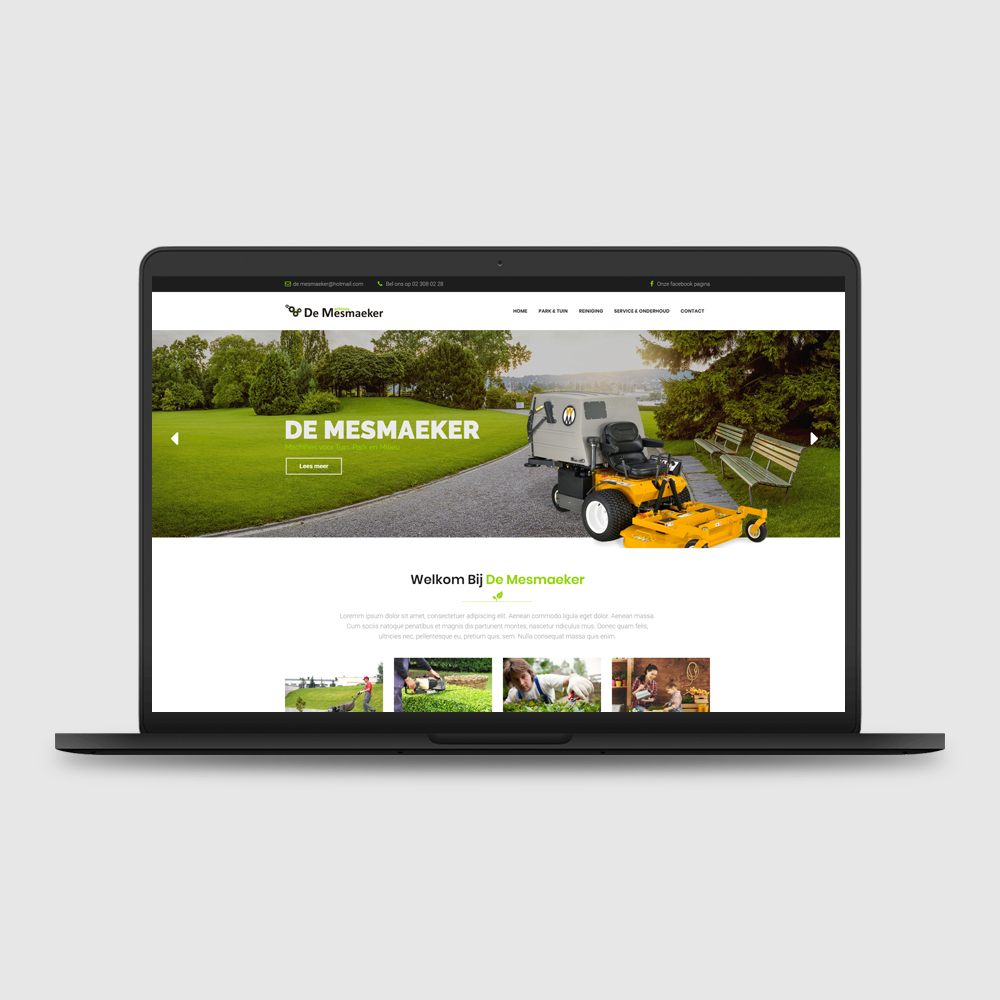 de.mesmaeker@hotmail.com
Bel ons op 02 308 02 28
Onze facebook pagina
De Mesmaeker
HOME
PARK & TUIN
REINIGING
SERVICE & ONDERHOUD
CONTACT
DE MESMAEKER
Machines voor Tuin, Park en Milieu
Lees meer
Welkom Bij De Mesmaeker
Loremm ipsum dolor sit amet, consectetuer adipiscing elit. Aenean commodo ligula eget dolor. Aenean massa.
Cum sociis natoque penatibus et magnis dis parturient montes, nascetur ridiculus mus. Donec quam felis,
ultricies nec, pellentesque eu, pretium quis, sem. Nulla consequat massa quis enim.